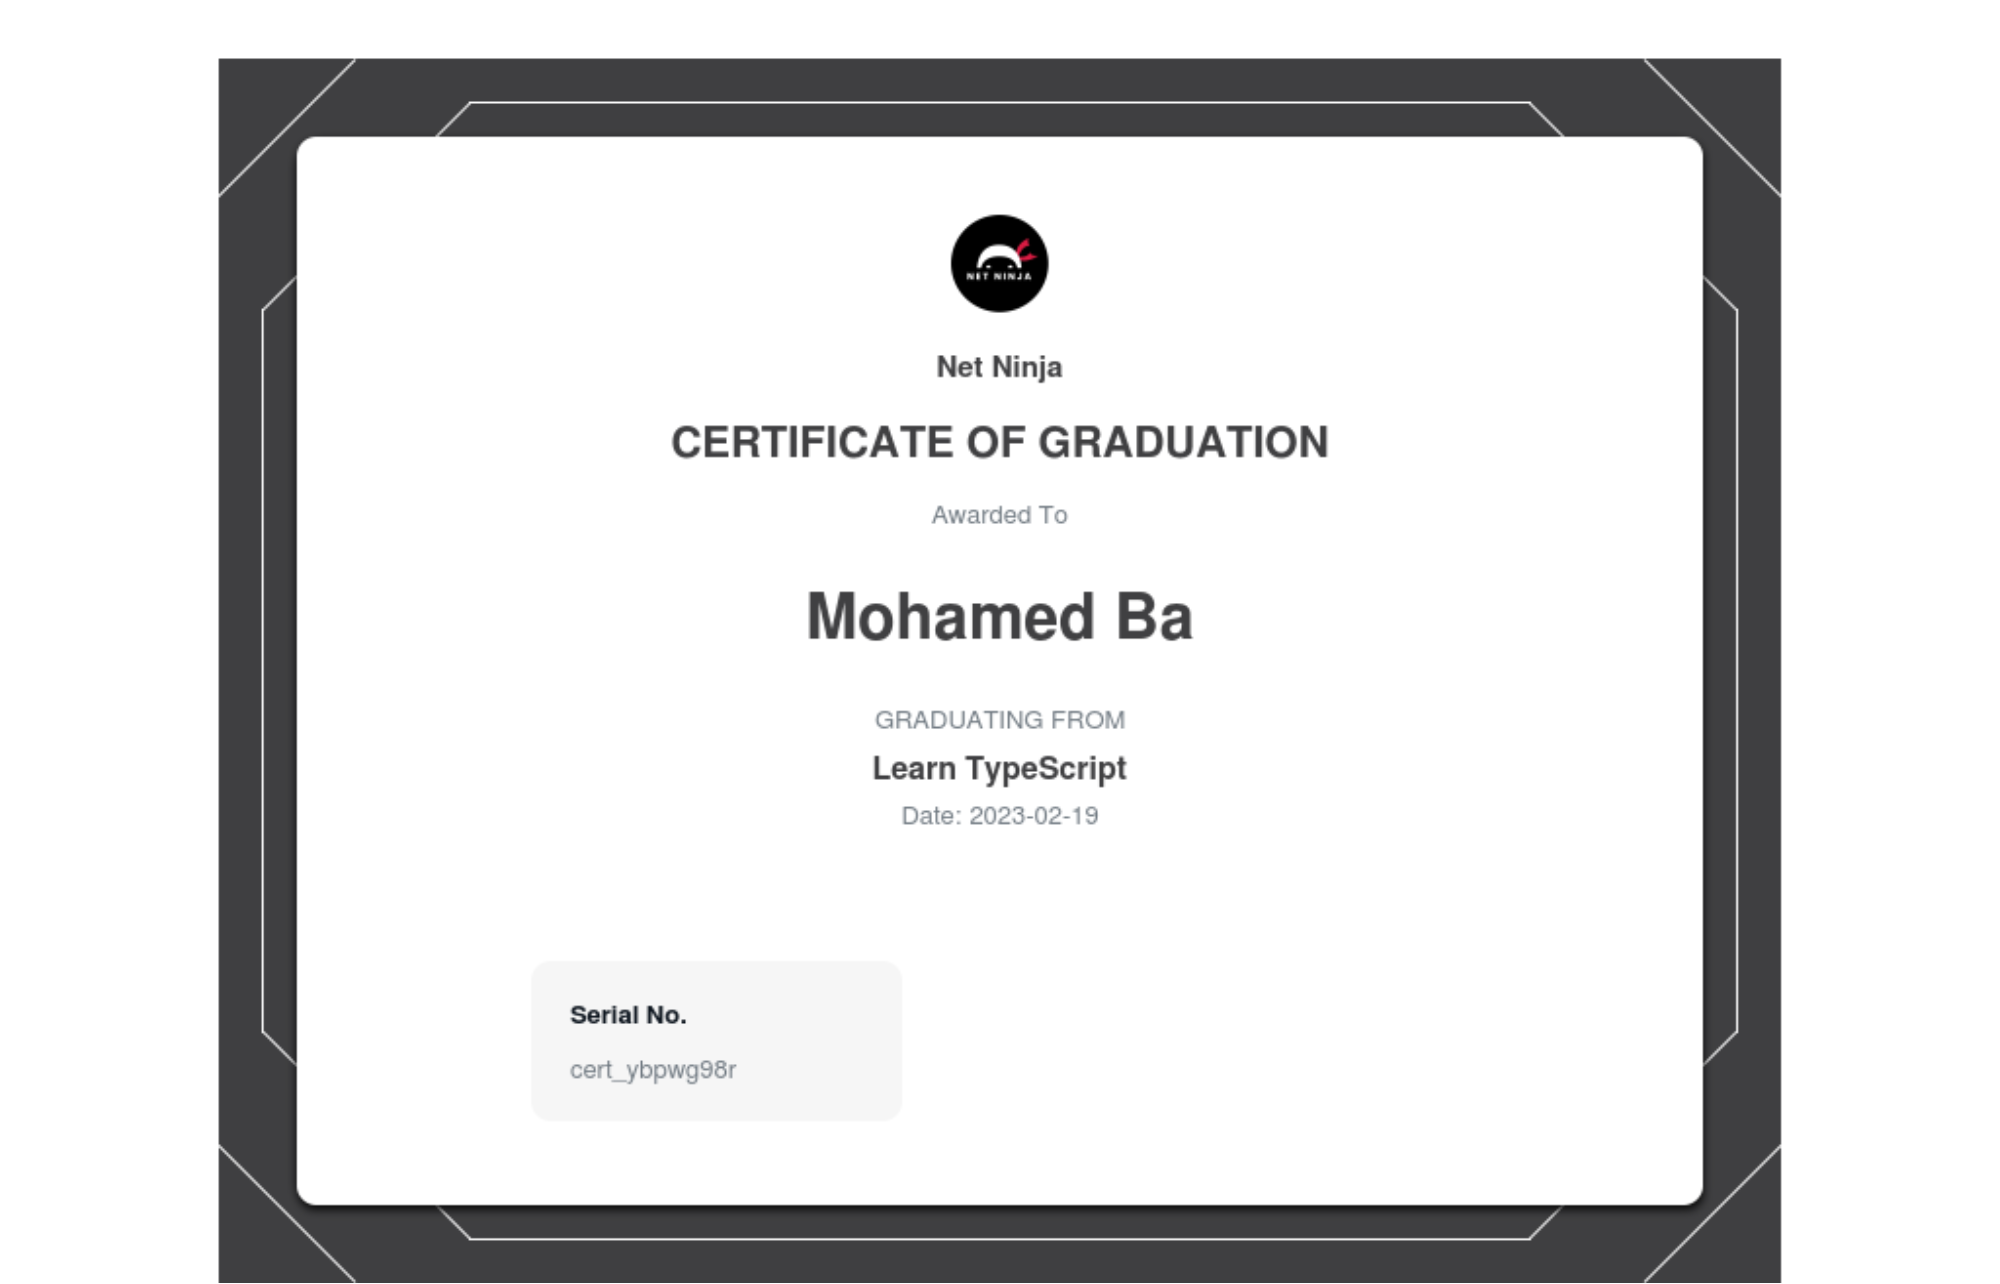 NET NINJA
Net Ninja
CERTIFICATE OF GRADUATION
Awarded To
Mohamed Ba
GRADUATING FROM
Learn TypeScript
Date: 2023-02-19
Serial No.
cert_ybpwg98r